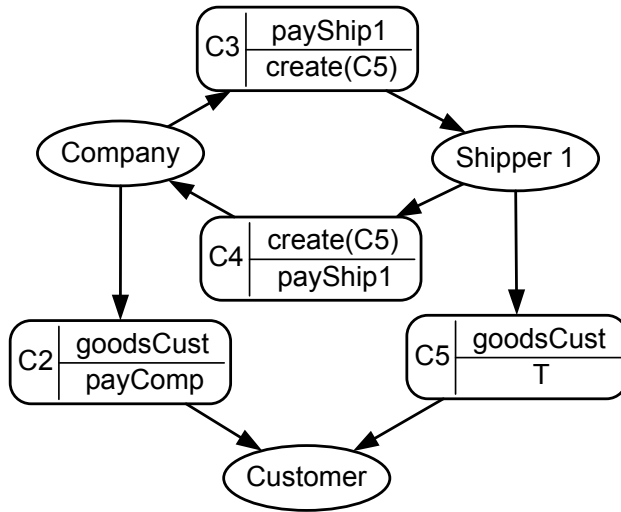 C3
payShip1
create(C5)
Company
Shipper 1
C4
create(C5)
payShip1
C2
goodsCust
payComp
C5
goodsCust
T
Customer